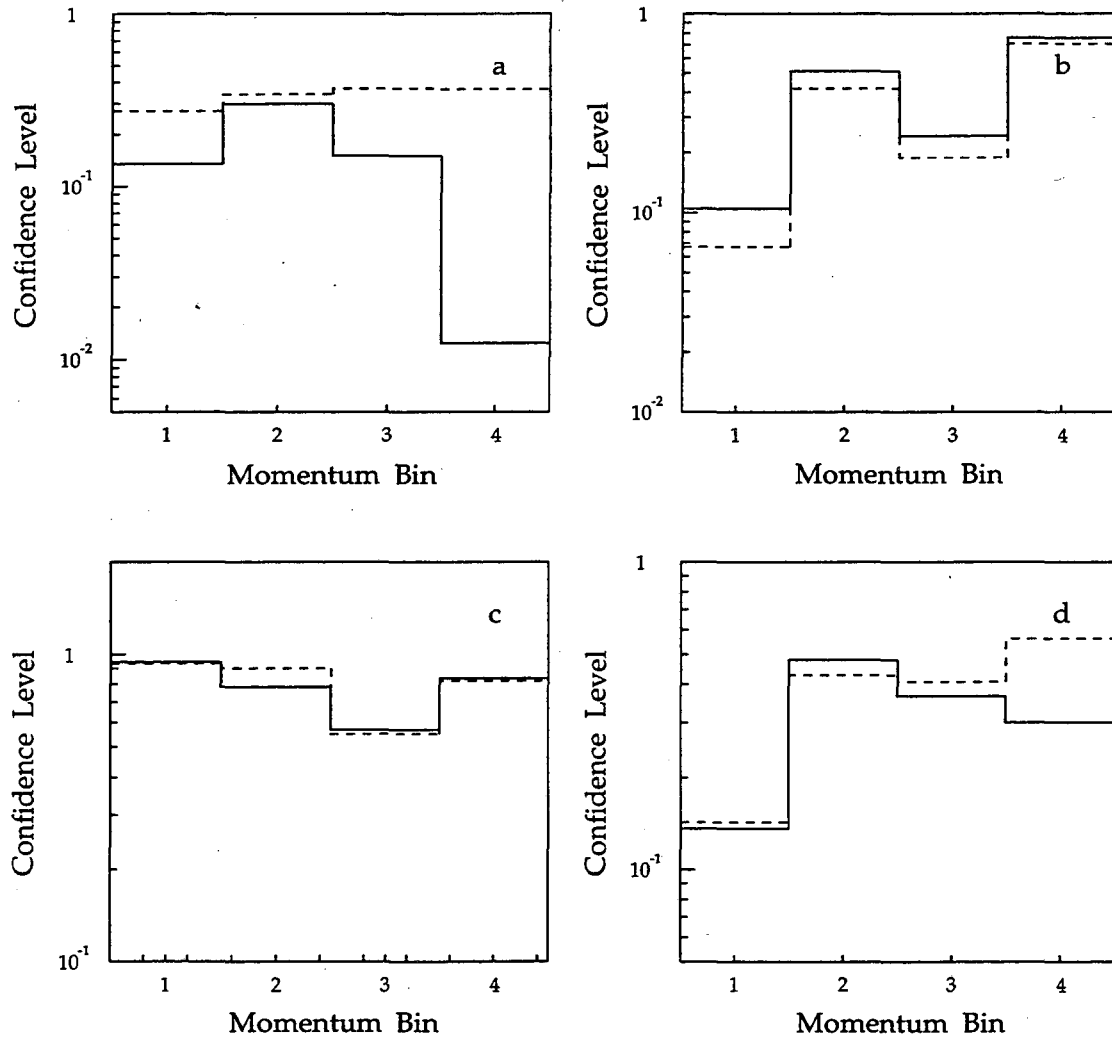 1
a
Confidence Level
10⁻¹
10⁻²
1 2 3 4
Momentum Bin
1
b
Confidence Level
10⁻¹
10⁻²
1 2 3 4
Momentum Bin
c
1
Confidence Level
10⁻¹
1 2 3 4
Momentum Bin
1
d
Confidence Level
10⁻¹
1 2 3 4
Momentum Bin